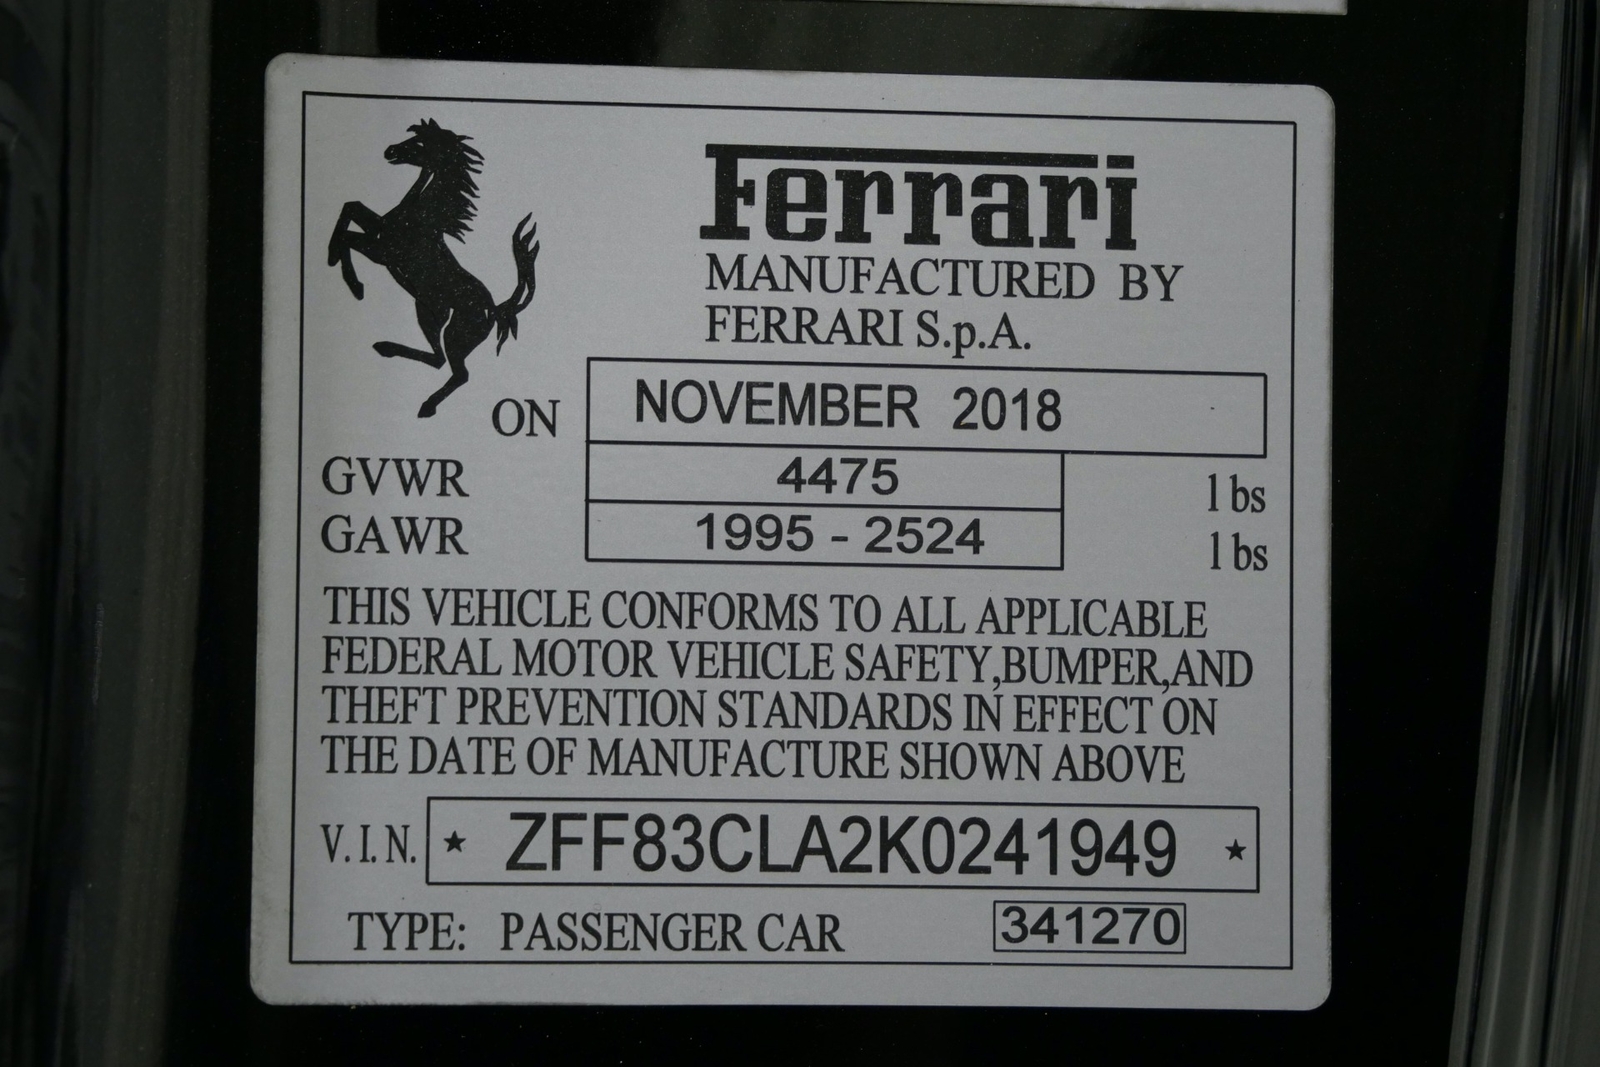 Ferrari
MANUFACTURED BY
FERRARI S.p.A.
ON NOVEMBER 2018
GVWR 4475 lbs
GAWR 1995 - 2524 lbs
THIS VEHICLE CONFORMS TO ALL APPLICABLE
FEDERAL MOTOR VEHICLE SAFETY,BUMPER,AND
THEFT PREVENTION STANDARDS IN EFFECT ON
THE DATE OF MANUFACTURE SHOWN ABOVE
V.I.N. ★ ZFF83CLA2K0241949 ★
TYPE: PASSENGER CAR 341270